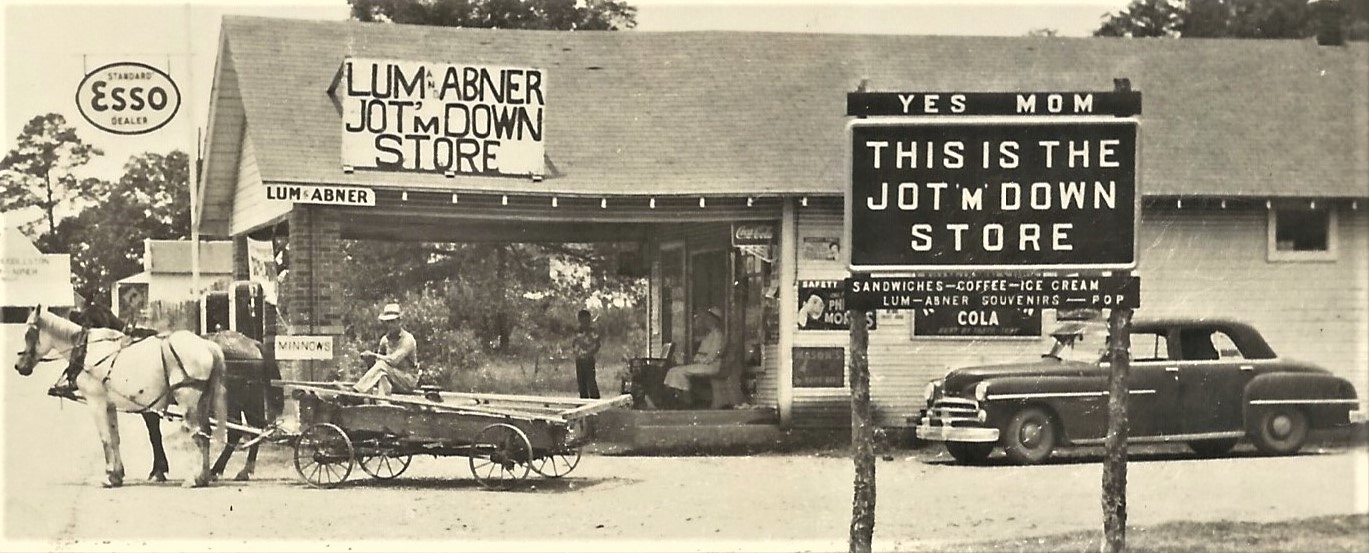 STANDARD
Esso
DEALER
LUM AN ABNER
JOT'M DOWN
STORE
LUM & ABNER
MINNOWS
Coca-Cola
SAFETY
YES MOM
THIS IS THE
JOT'M'DOWN
STORE
SANDWICHES-COFFEE-ICE CREAM
LUM-ABNER SOUVENIRS-POP
COLA